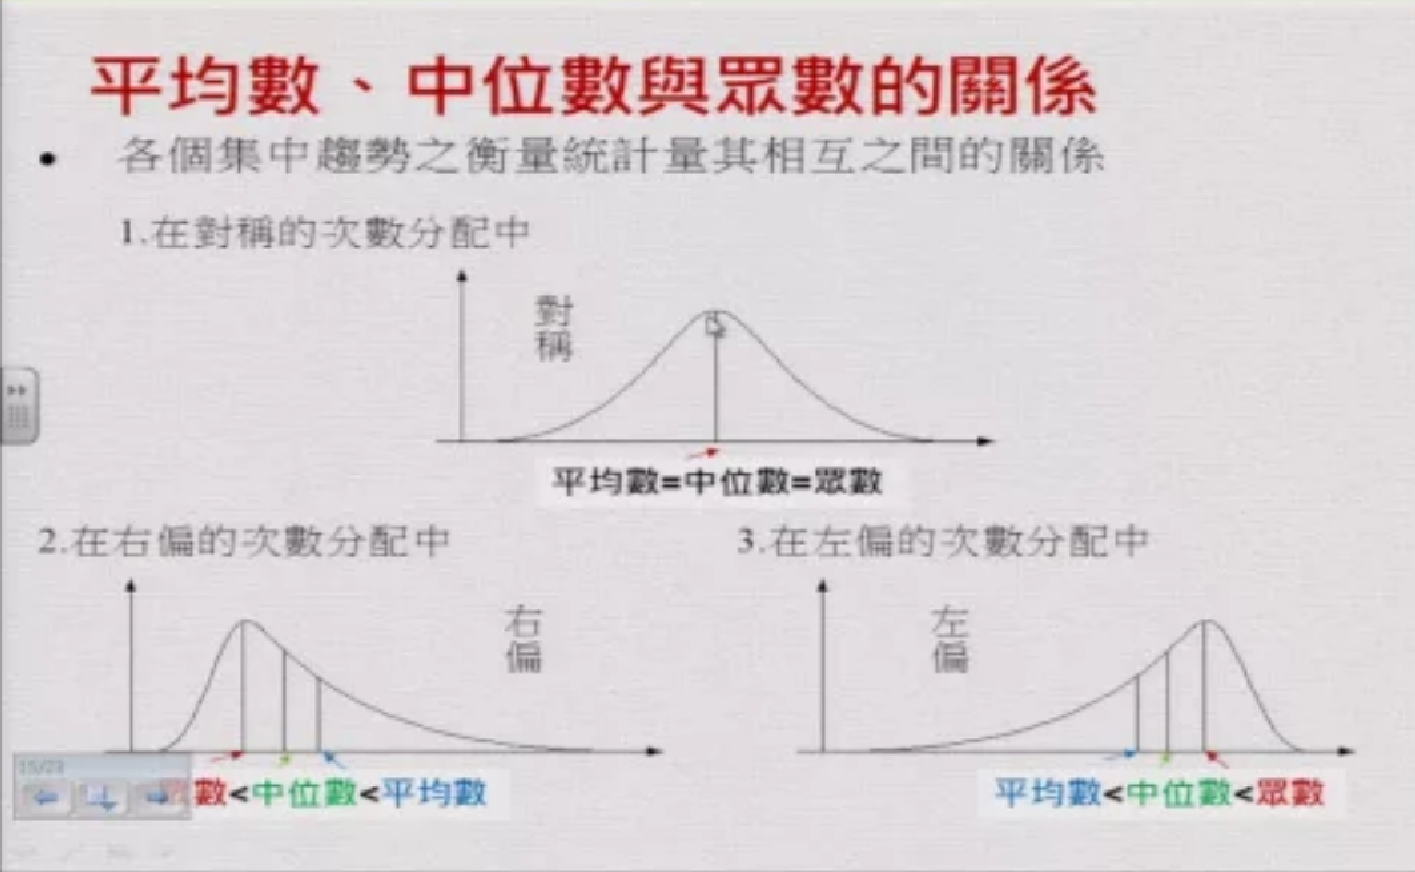 平均數、中位數與眾數的關係
• 各個集中趨勢之衡量統計量其相互之間的關係
1.在對稱的次數分配中
對稱
平均數=中位數=眾數
2.在右偏的次數分配中
3.在左偏的次數分配中
右偏
左偏
15/23
數<中位數<平均數
平均數<中位數<眾數